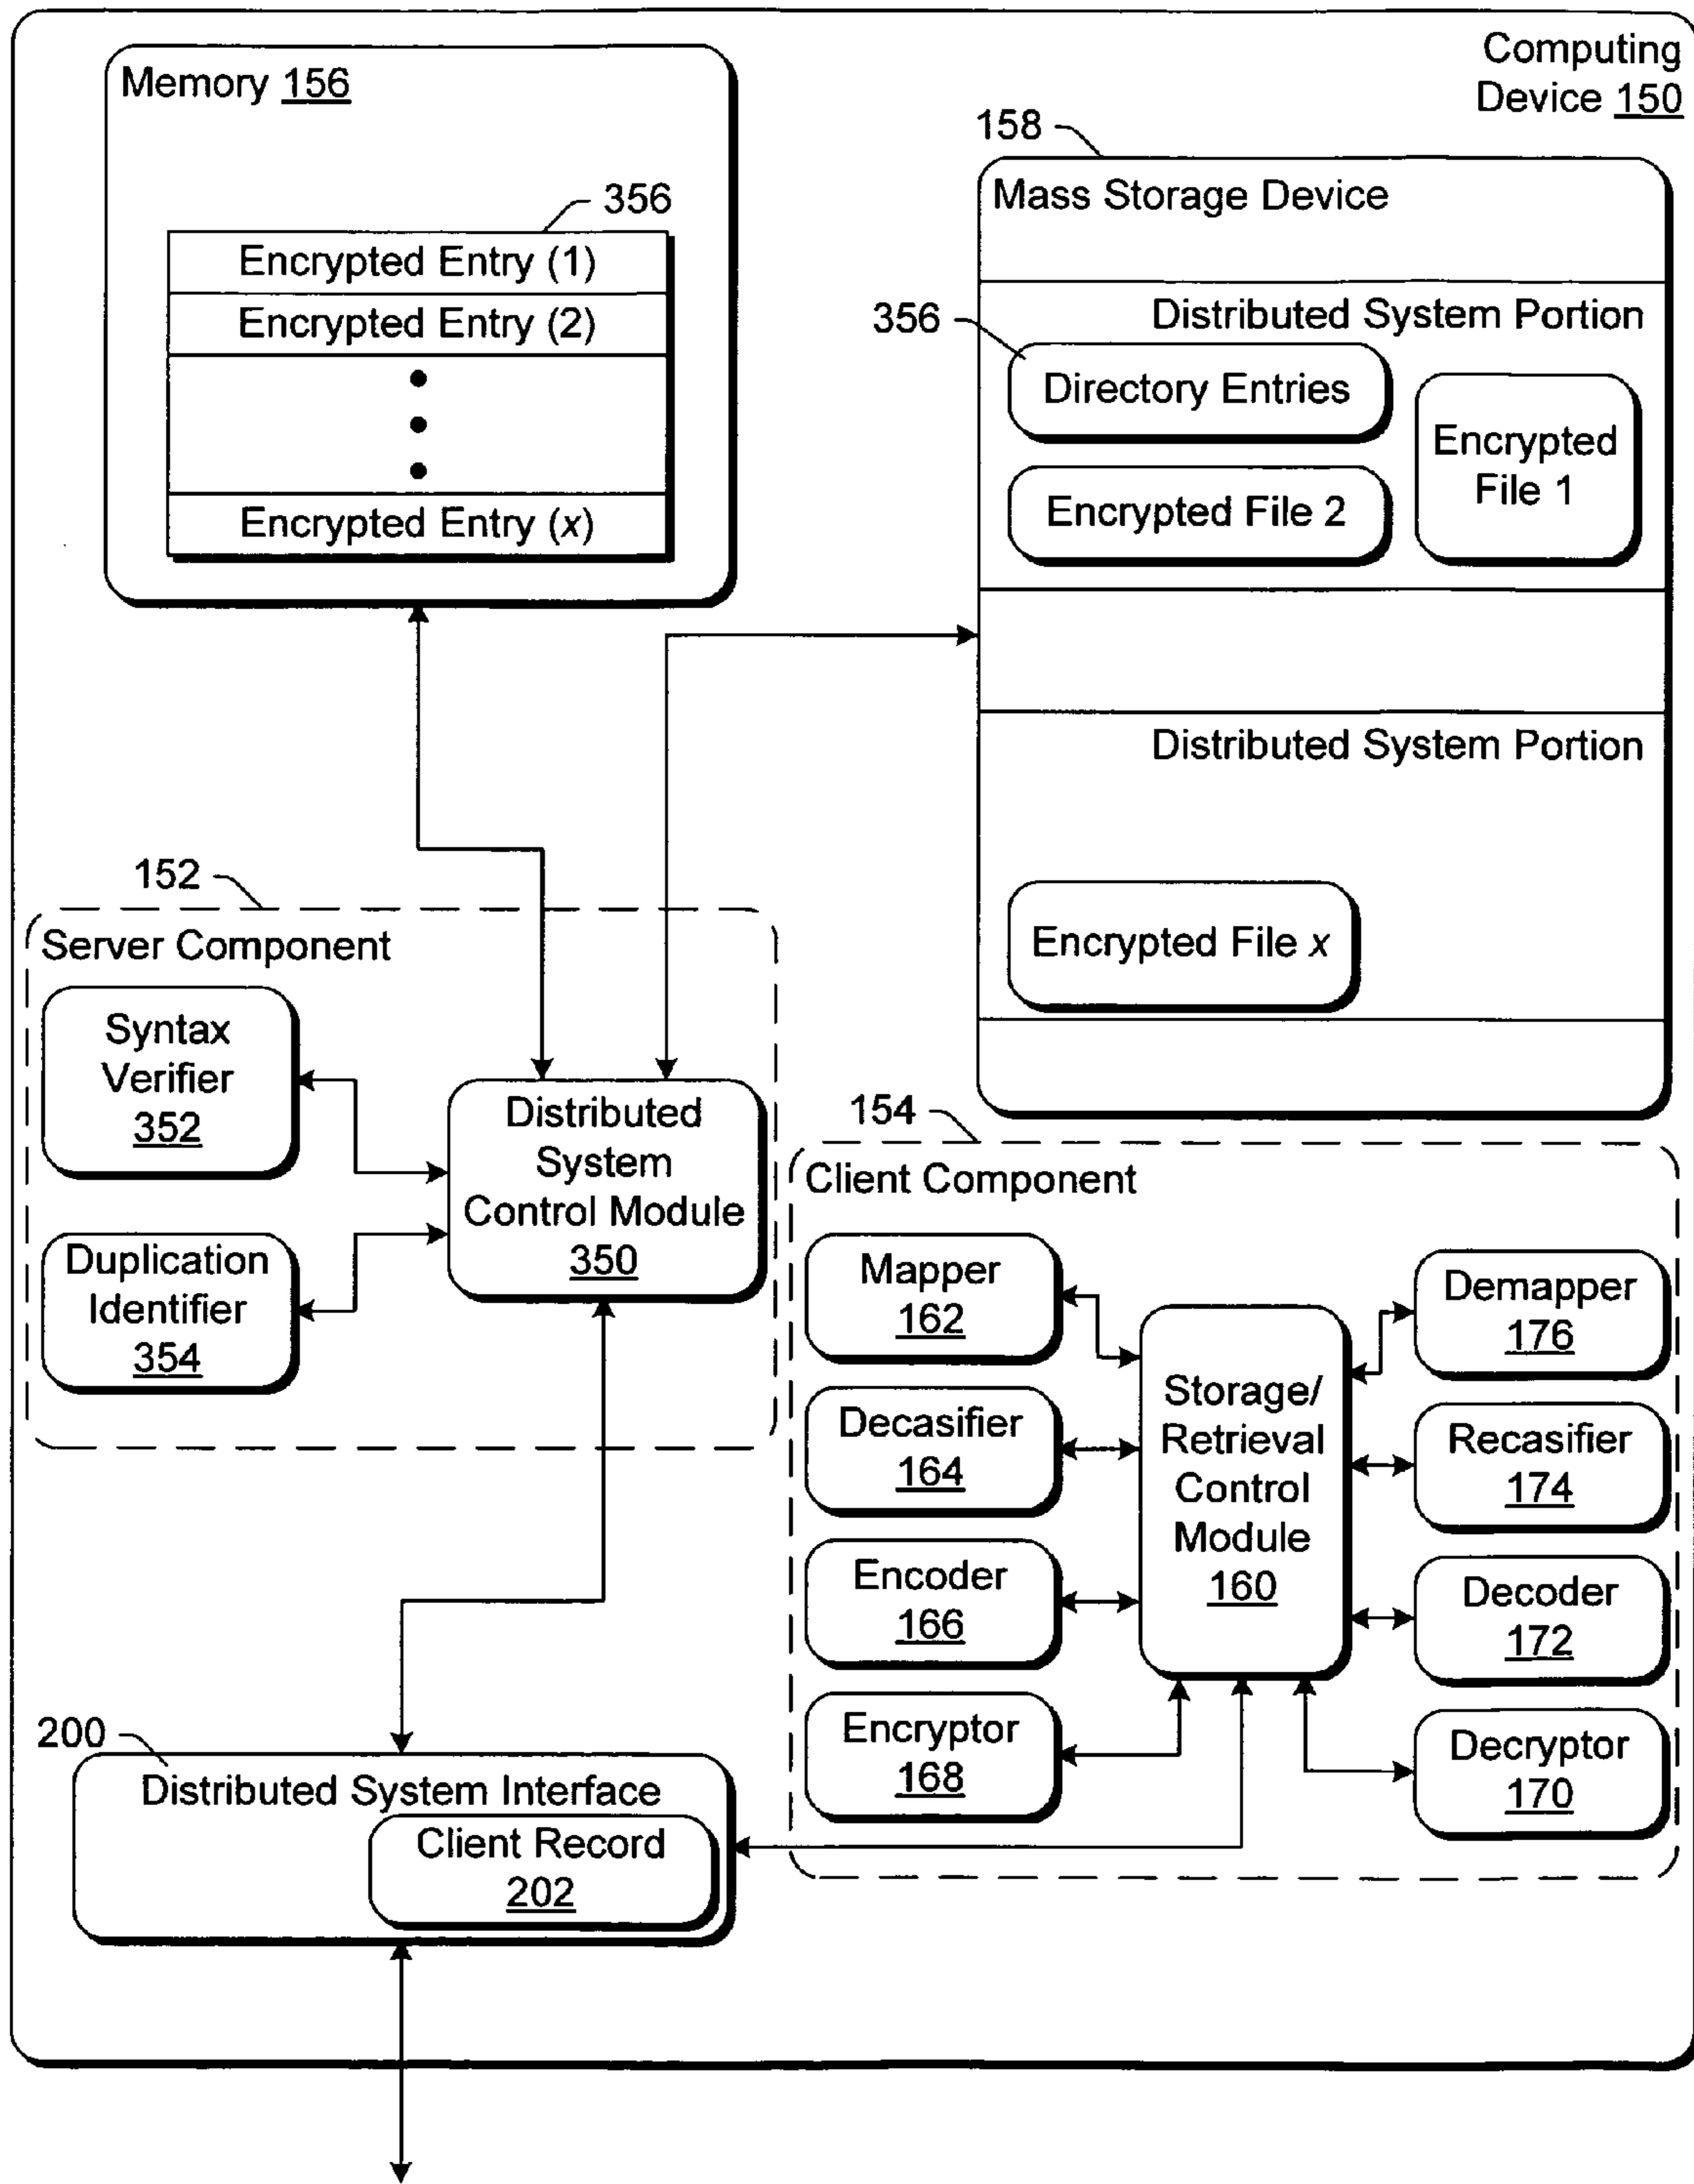 Computing
Device 150
Memory 156
356
Encrypted Entry (1)
Encrypted Entry (2)
Encrypted Entry (x)
158
Mass Storage Device
Distributed System Portion
356
Directory Entries
Encrypted
File 1
Encrypted File 2
Distributed System Portion
Encrypted File x
152
Server Component
Syntax
Verifier
352
Duplication
Identifier
354
Distributed
System
Control Module
350
154
Client Component
Mapper
162
Decasifier
164
Encoder
166
Encryptor
168
Storage/
Retrieval
Control
Module
160
Demapper
176
Recasifier
174
Decoder
172
Decryptor
170
200
Distributed System Interface
Client Record
202